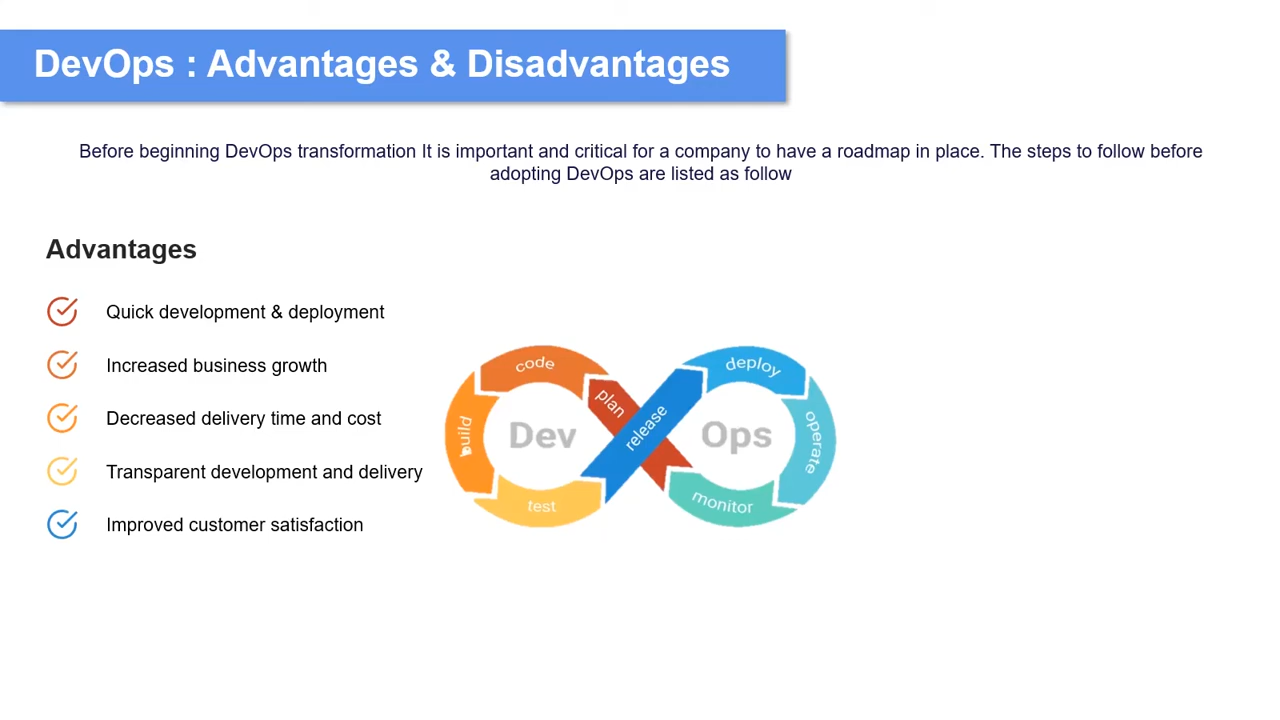 DevOps : Advantages & Disadvantages
Before beginning DevOps transformation It is important and critical for a company to have a roadmap in place. The steps to follow before
adopting DevOps are listed as follow
Advantages
Quick development & deployment
Increased business growth
Decreased delivery time and cost
Transparent development and delivery
Improved customer satisfaction
code
plan
release
deploy
build
Dev
Ops
operate
test
monitor